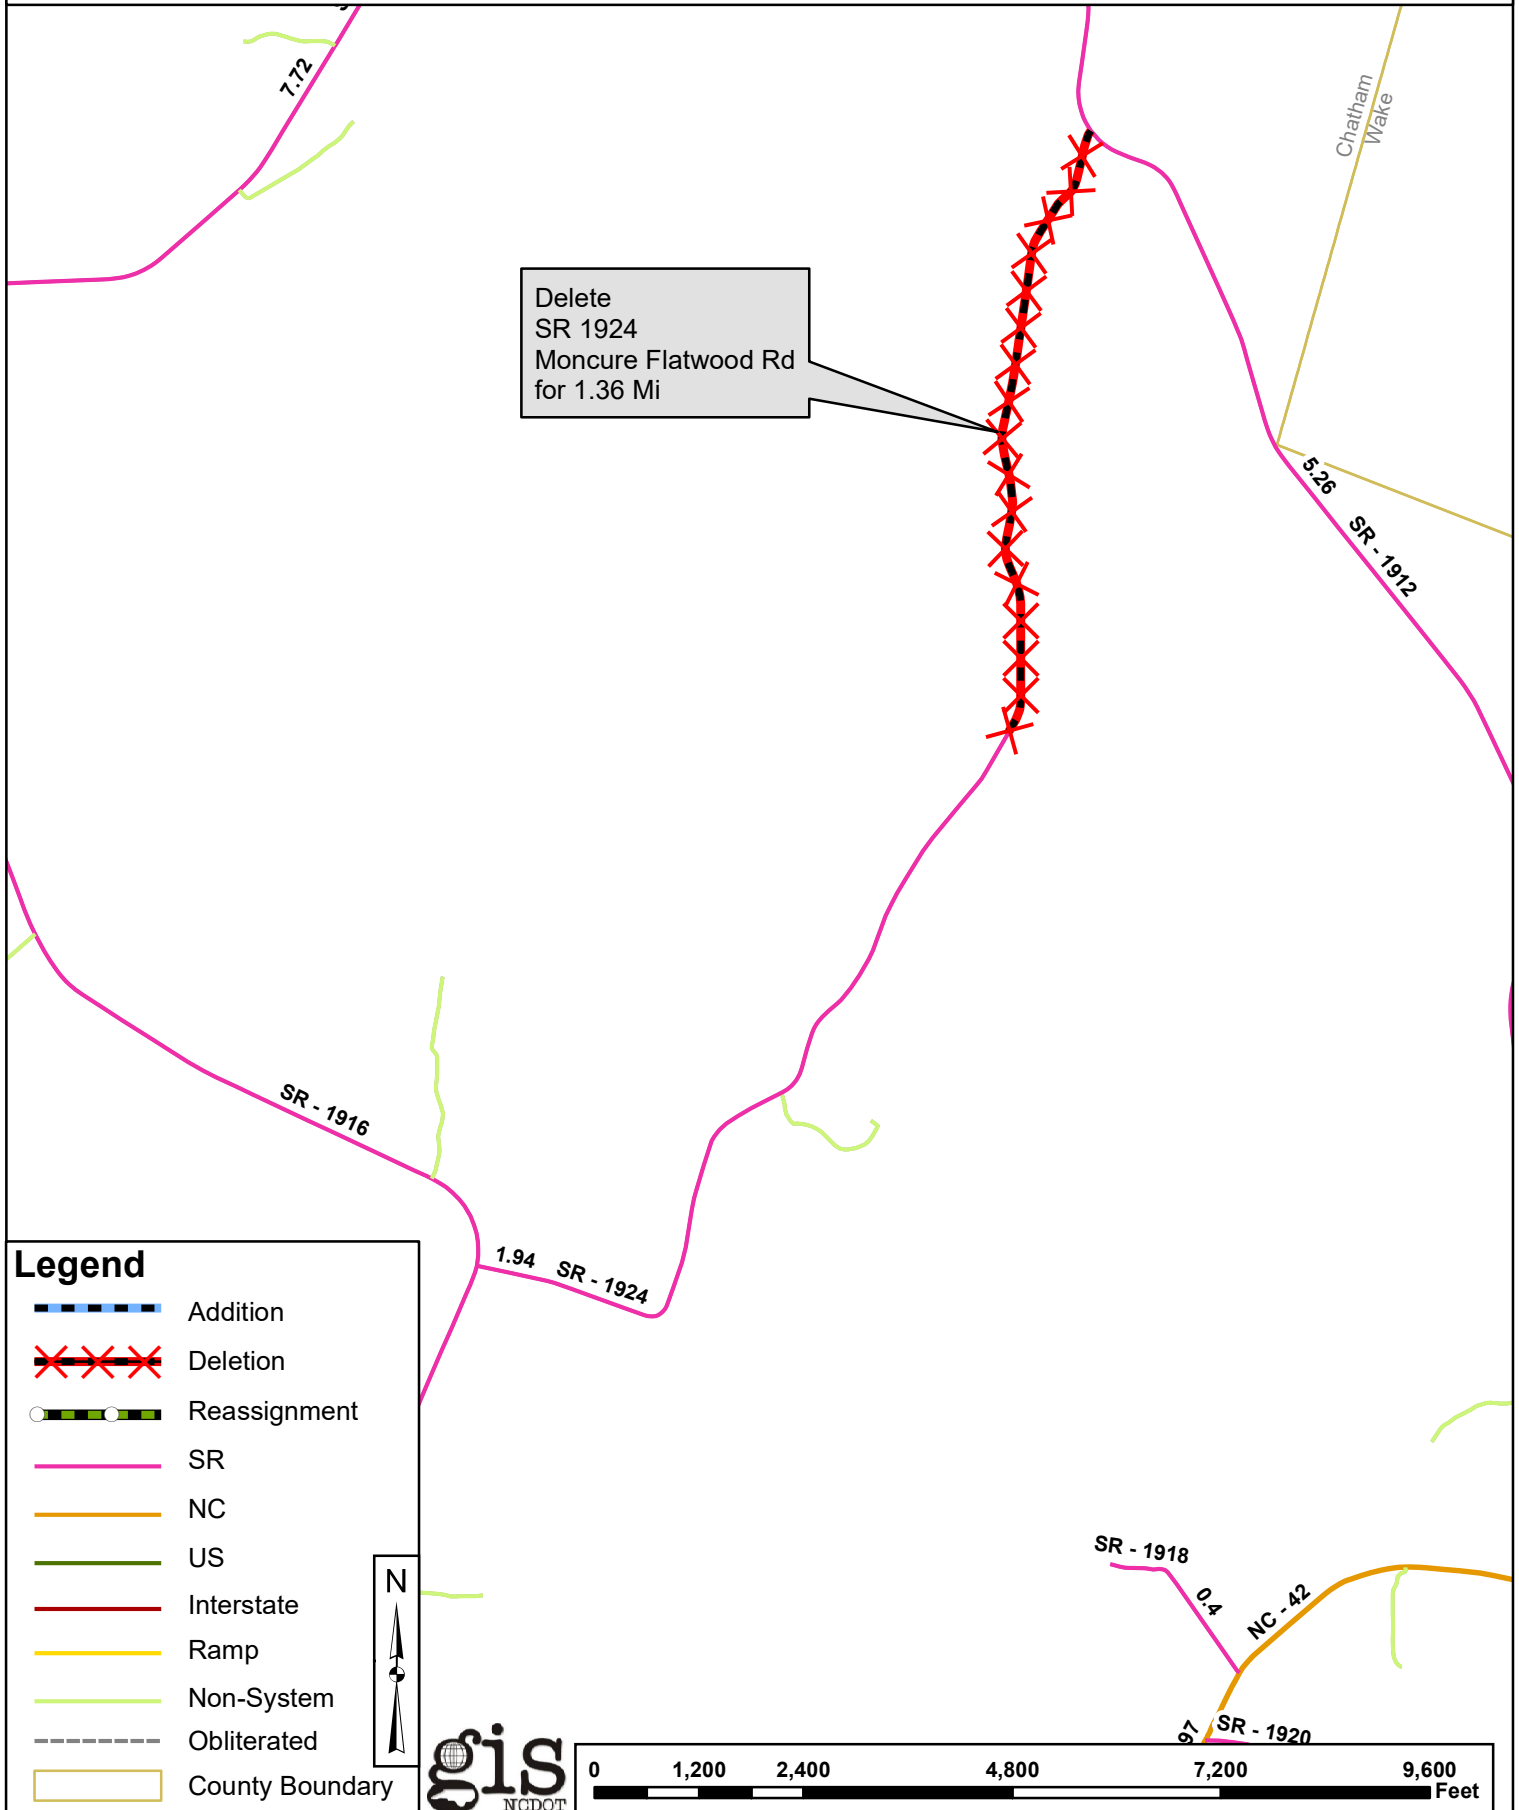 7.72
Chatham
Wake
Delete
SR 1924
Moncure Flatwood Rd
for 1.36 Mi
5.26
SR - 1912
SR - 1916
1.94
SR - 1924
Legend
Addition
Deletion
Reassignment
SR
NC
US
Interstate
Ramp
Non-System
Obliterated
County Boundary
N
SR - 1918
0.4
NC - 42
97
SR - 1920
gis
NCDOT
0 1,200 2,400 4,800 7,200 9,600
Feet